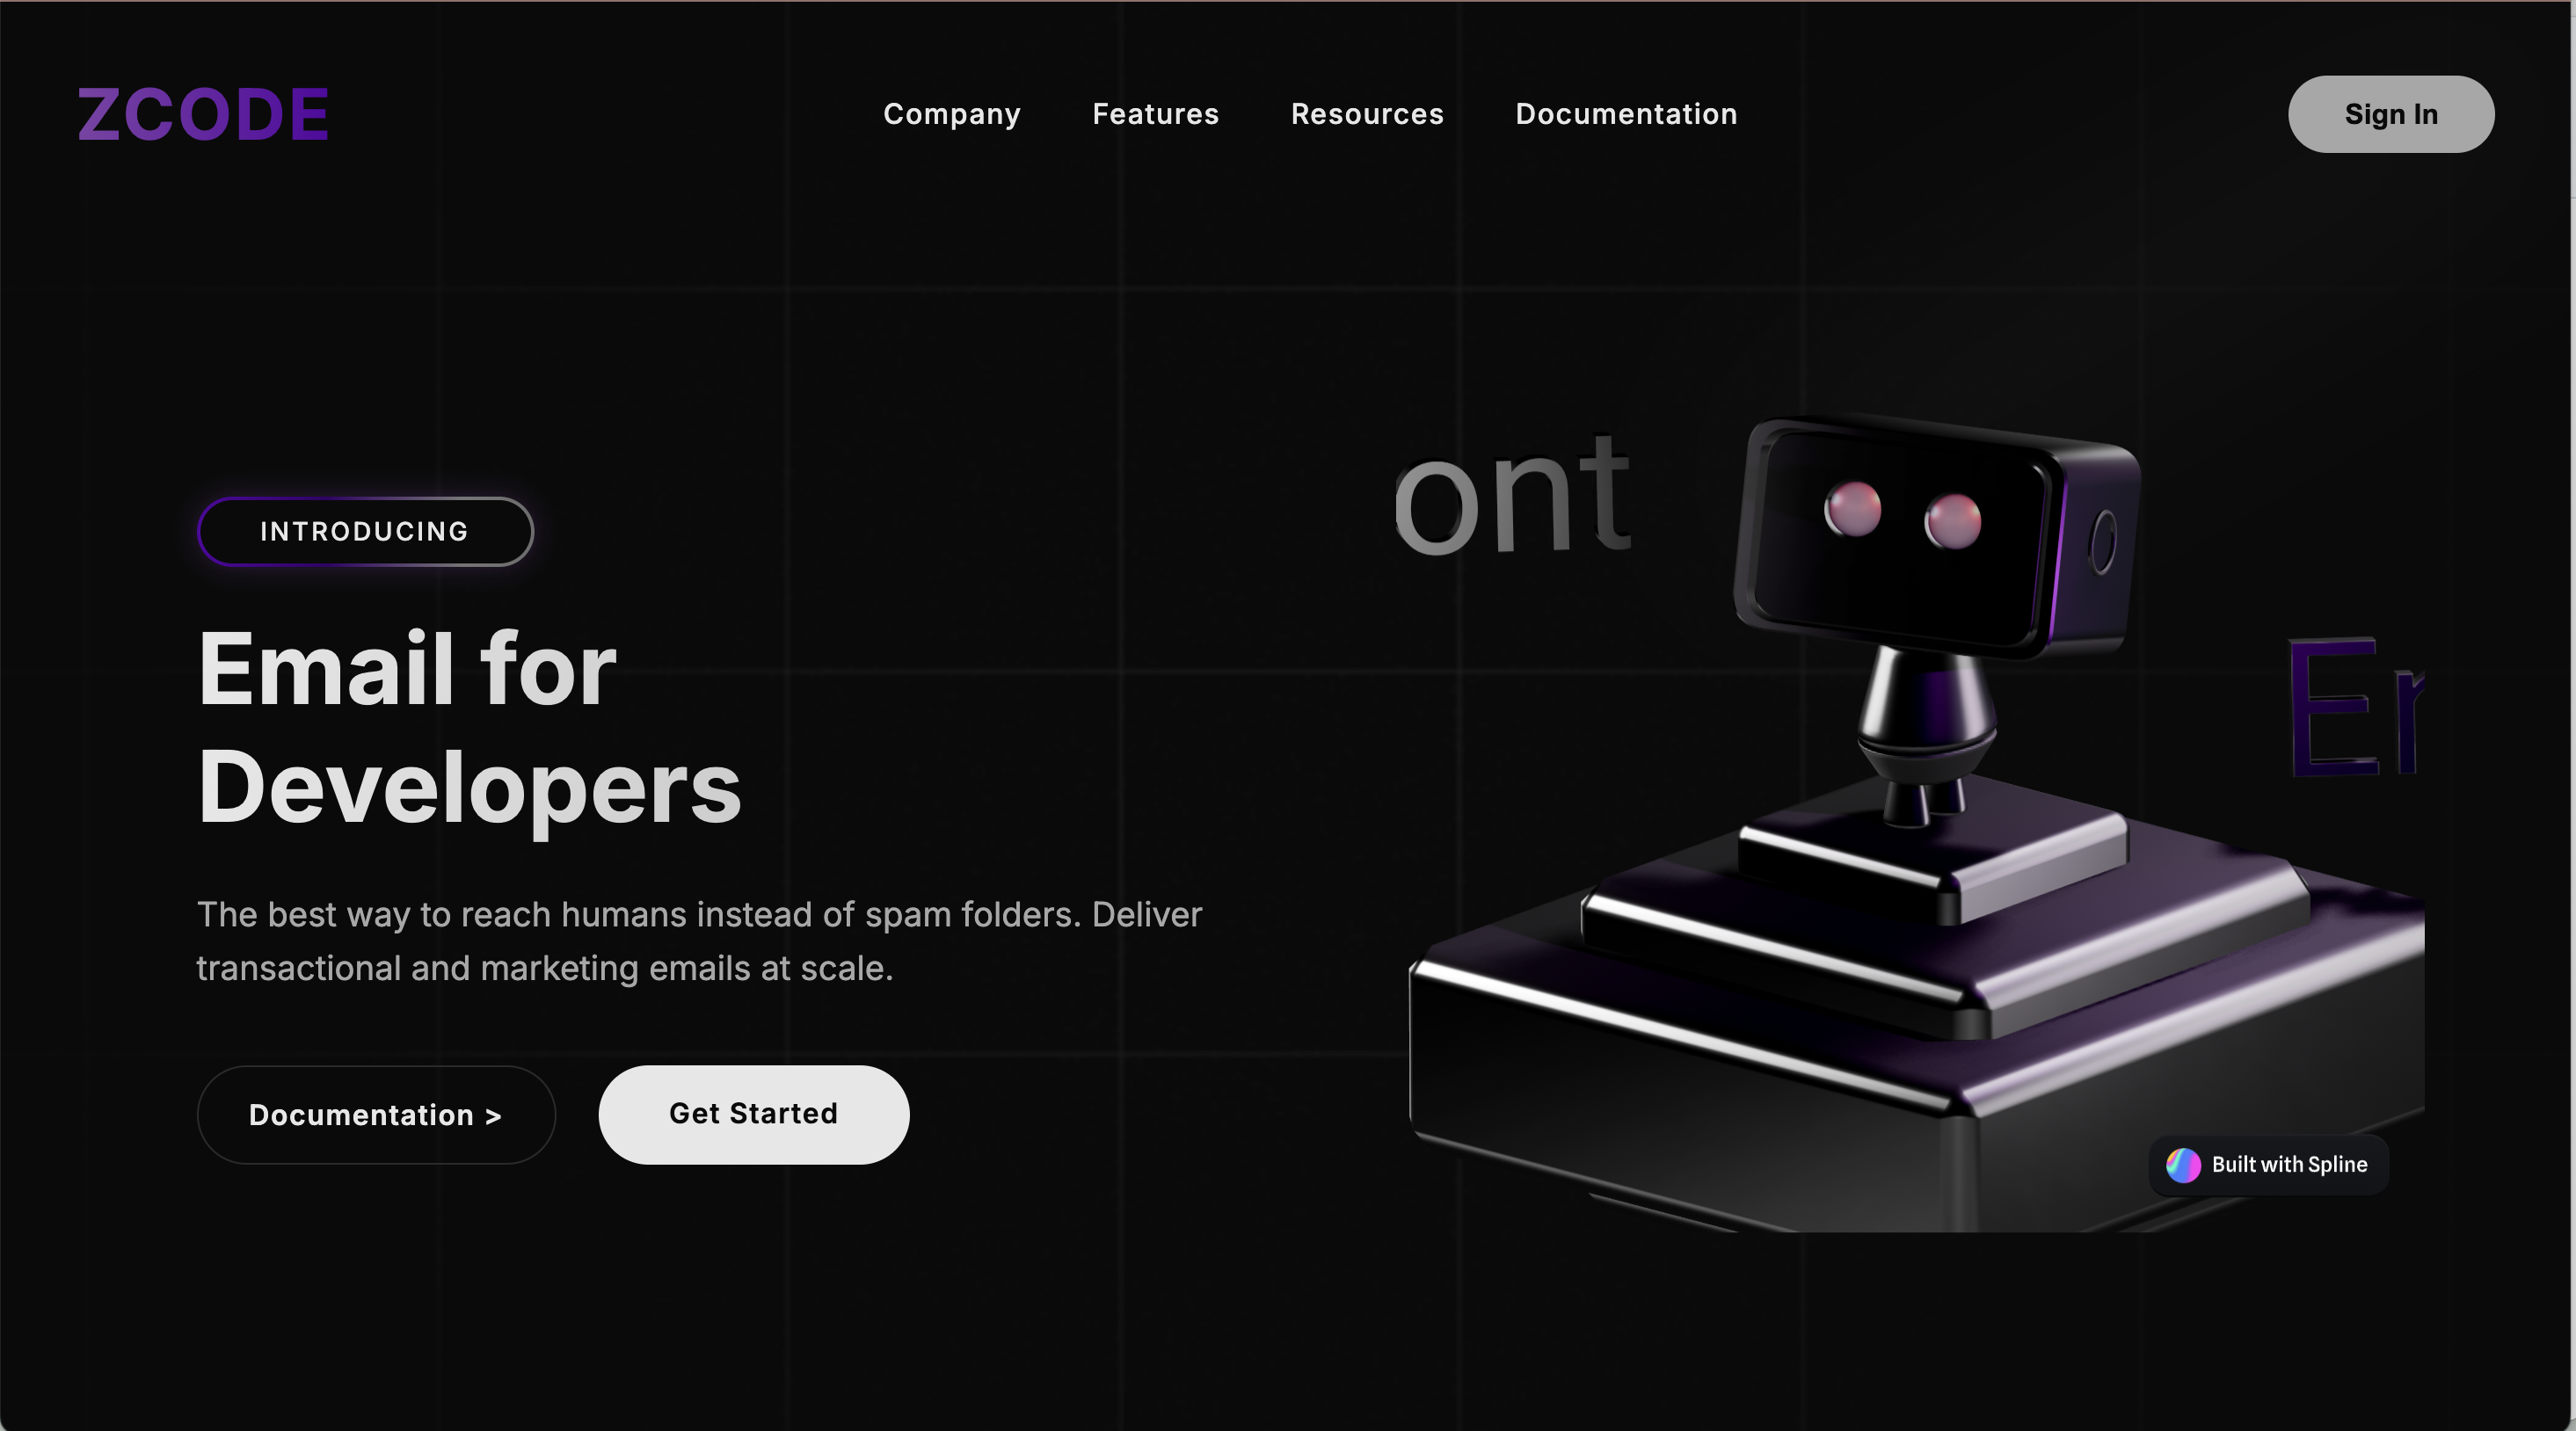 ZCODE
Company Features Resources Documentation
Sign In
ont
INTRODUCING
Email for
Developers
Er
The best way to reach humans instead of spam folders. Deliver
transactional and marketing emails at scale.
Documentation >
Get Started
Built with Spline